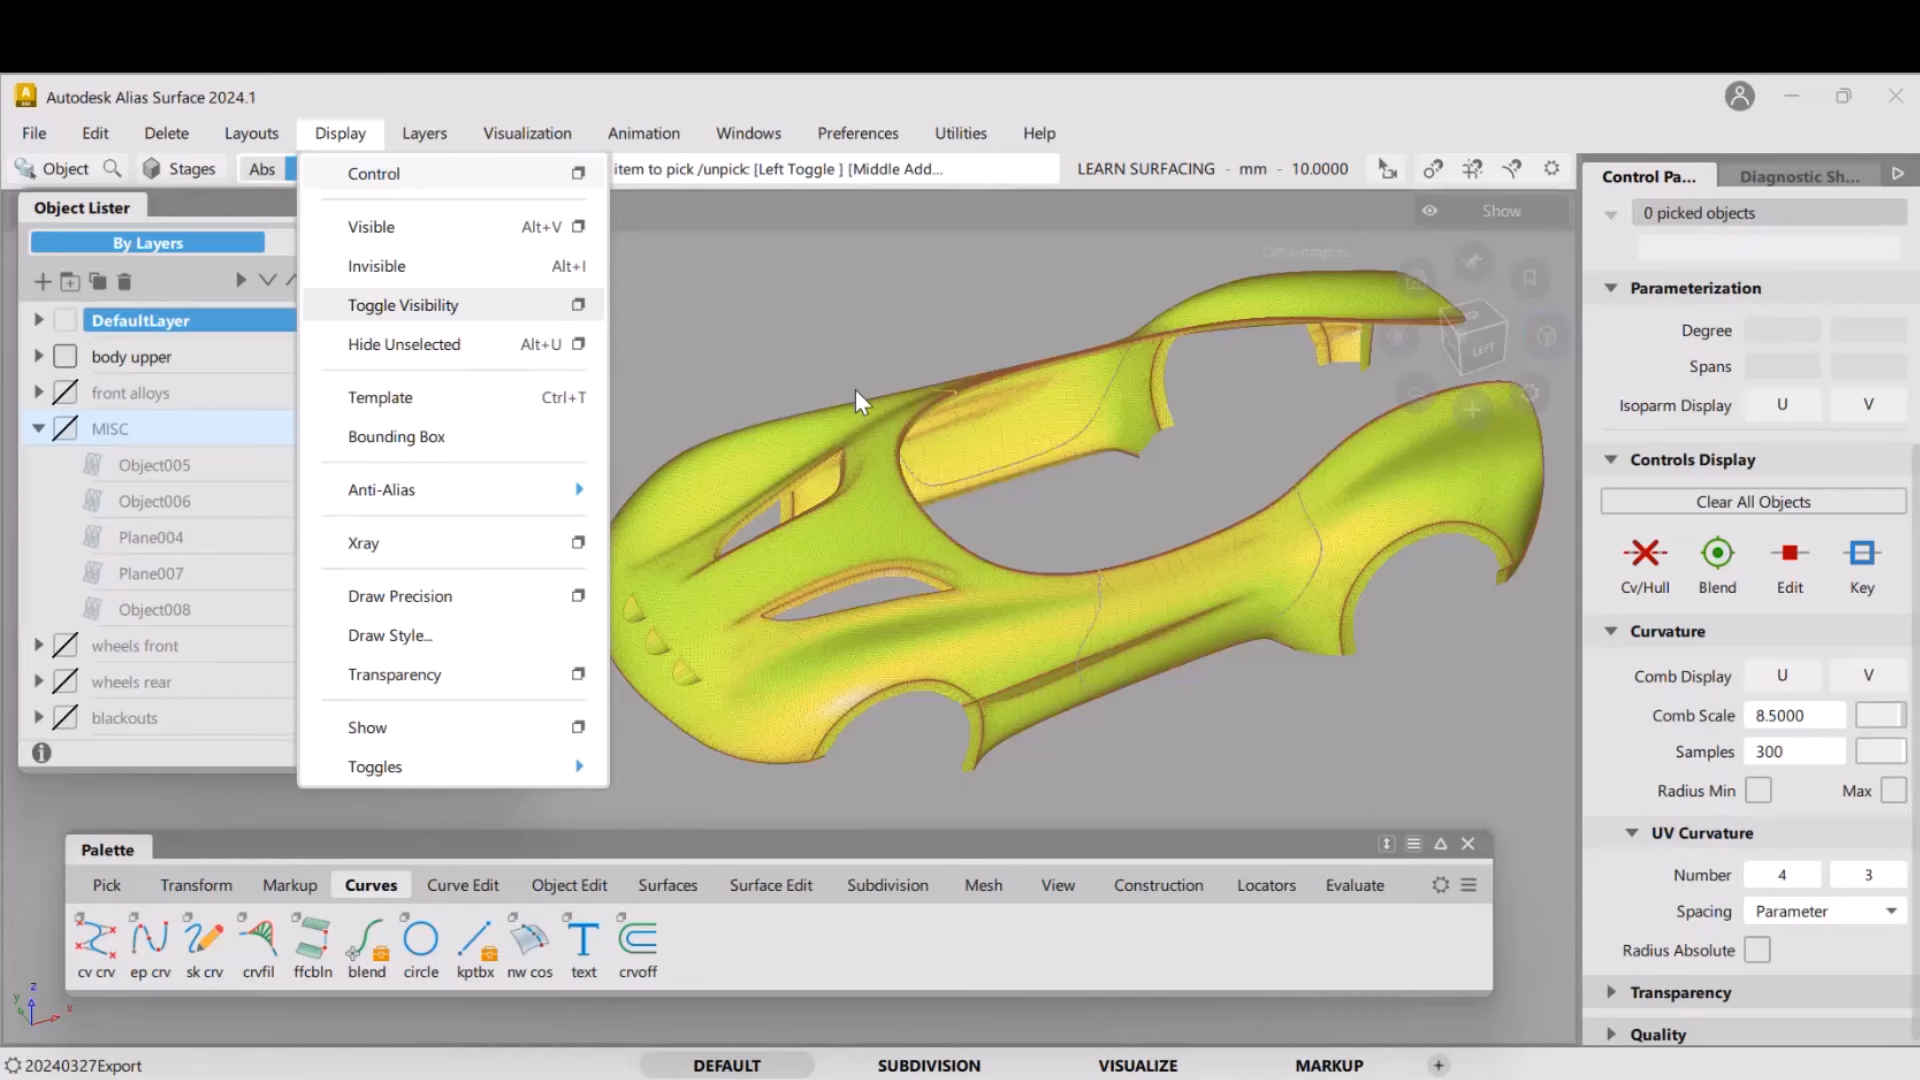 Autodesk Alias Surface 2024.1
File Edit Delete Layouts Display Layers Visualization Animation Windows Preferences Utilities Help
Object Stages Abs item to pick /unpick: [Left Toggle ] [Middle Add... LEARN SURFACING - mm - 10.0000
Control Pa... Diagnostic Sh...
Object Lister
By Layers
DefaultLayer
body upper
front alloys
MISC
Object005
Object006
Plane004
Plane007
Object008
wheels front
wheels rear
blackouts
Control
Visible Alt+V
Invisible Alt+I
Toggle Visibility
Hide Unselected Alt+U
Template Ctrl+T
Bounding Box
Anti-Alias
Xray
Draw Precision
Draw Style...
Transparency
Show
Toggles
Show
LEFT
0 picked objects
Parameterization
Degree
Spans
Isoparm Display U V
Controls Display
Clear All Objects
Cv/Hull Blend Edit Key
Curvature
Comb Display U V
Comb Scale 8.5000
Samples 300
Radius Min Max
UV Curvature
Number 4 3
Spacing Parameter
Radius Absolute
Transparency
Quality
Palette
Pick Transform Markup Curves Curve Edit Object Edit Surfaces Surface Edit Subdivision Mesh View Construction Locators Evaluate
cv crv ep crv sk crv crvfil ffcbln blend circle kptbx nw cos text crvoff
z
y
x
20240327Export DEFAULT SUBDIVISION VISUALIZE MARKUP +